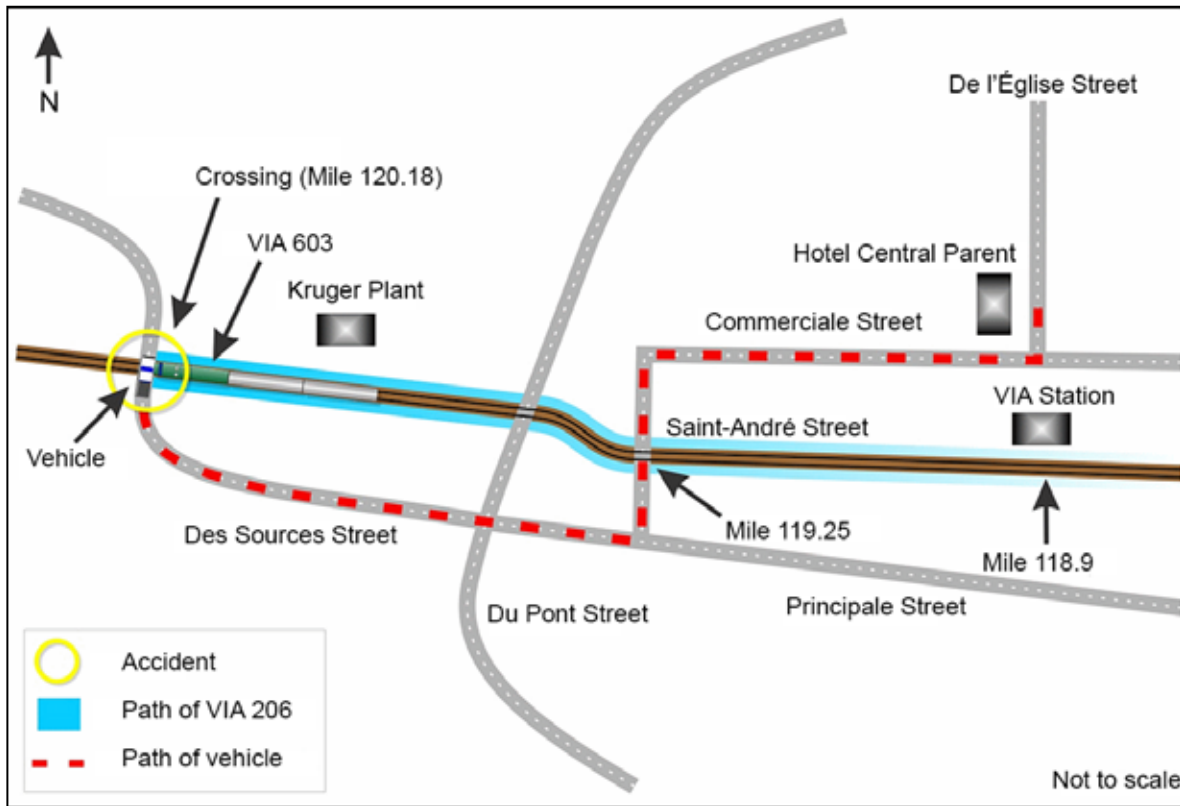 N
De l'Église Street
Crossing (Mile 120.18)
VIA 603
Hotel Central Parent
Kruger Plant
Commerciale Street
VIA Station
Saint-André Street
Vehicle
Mile 119.25
Des Sources Street
Mile 118.9
Du Pont Street
Principale Street
Accident
Path of VIA 206
Path of vehicle
Not to scale